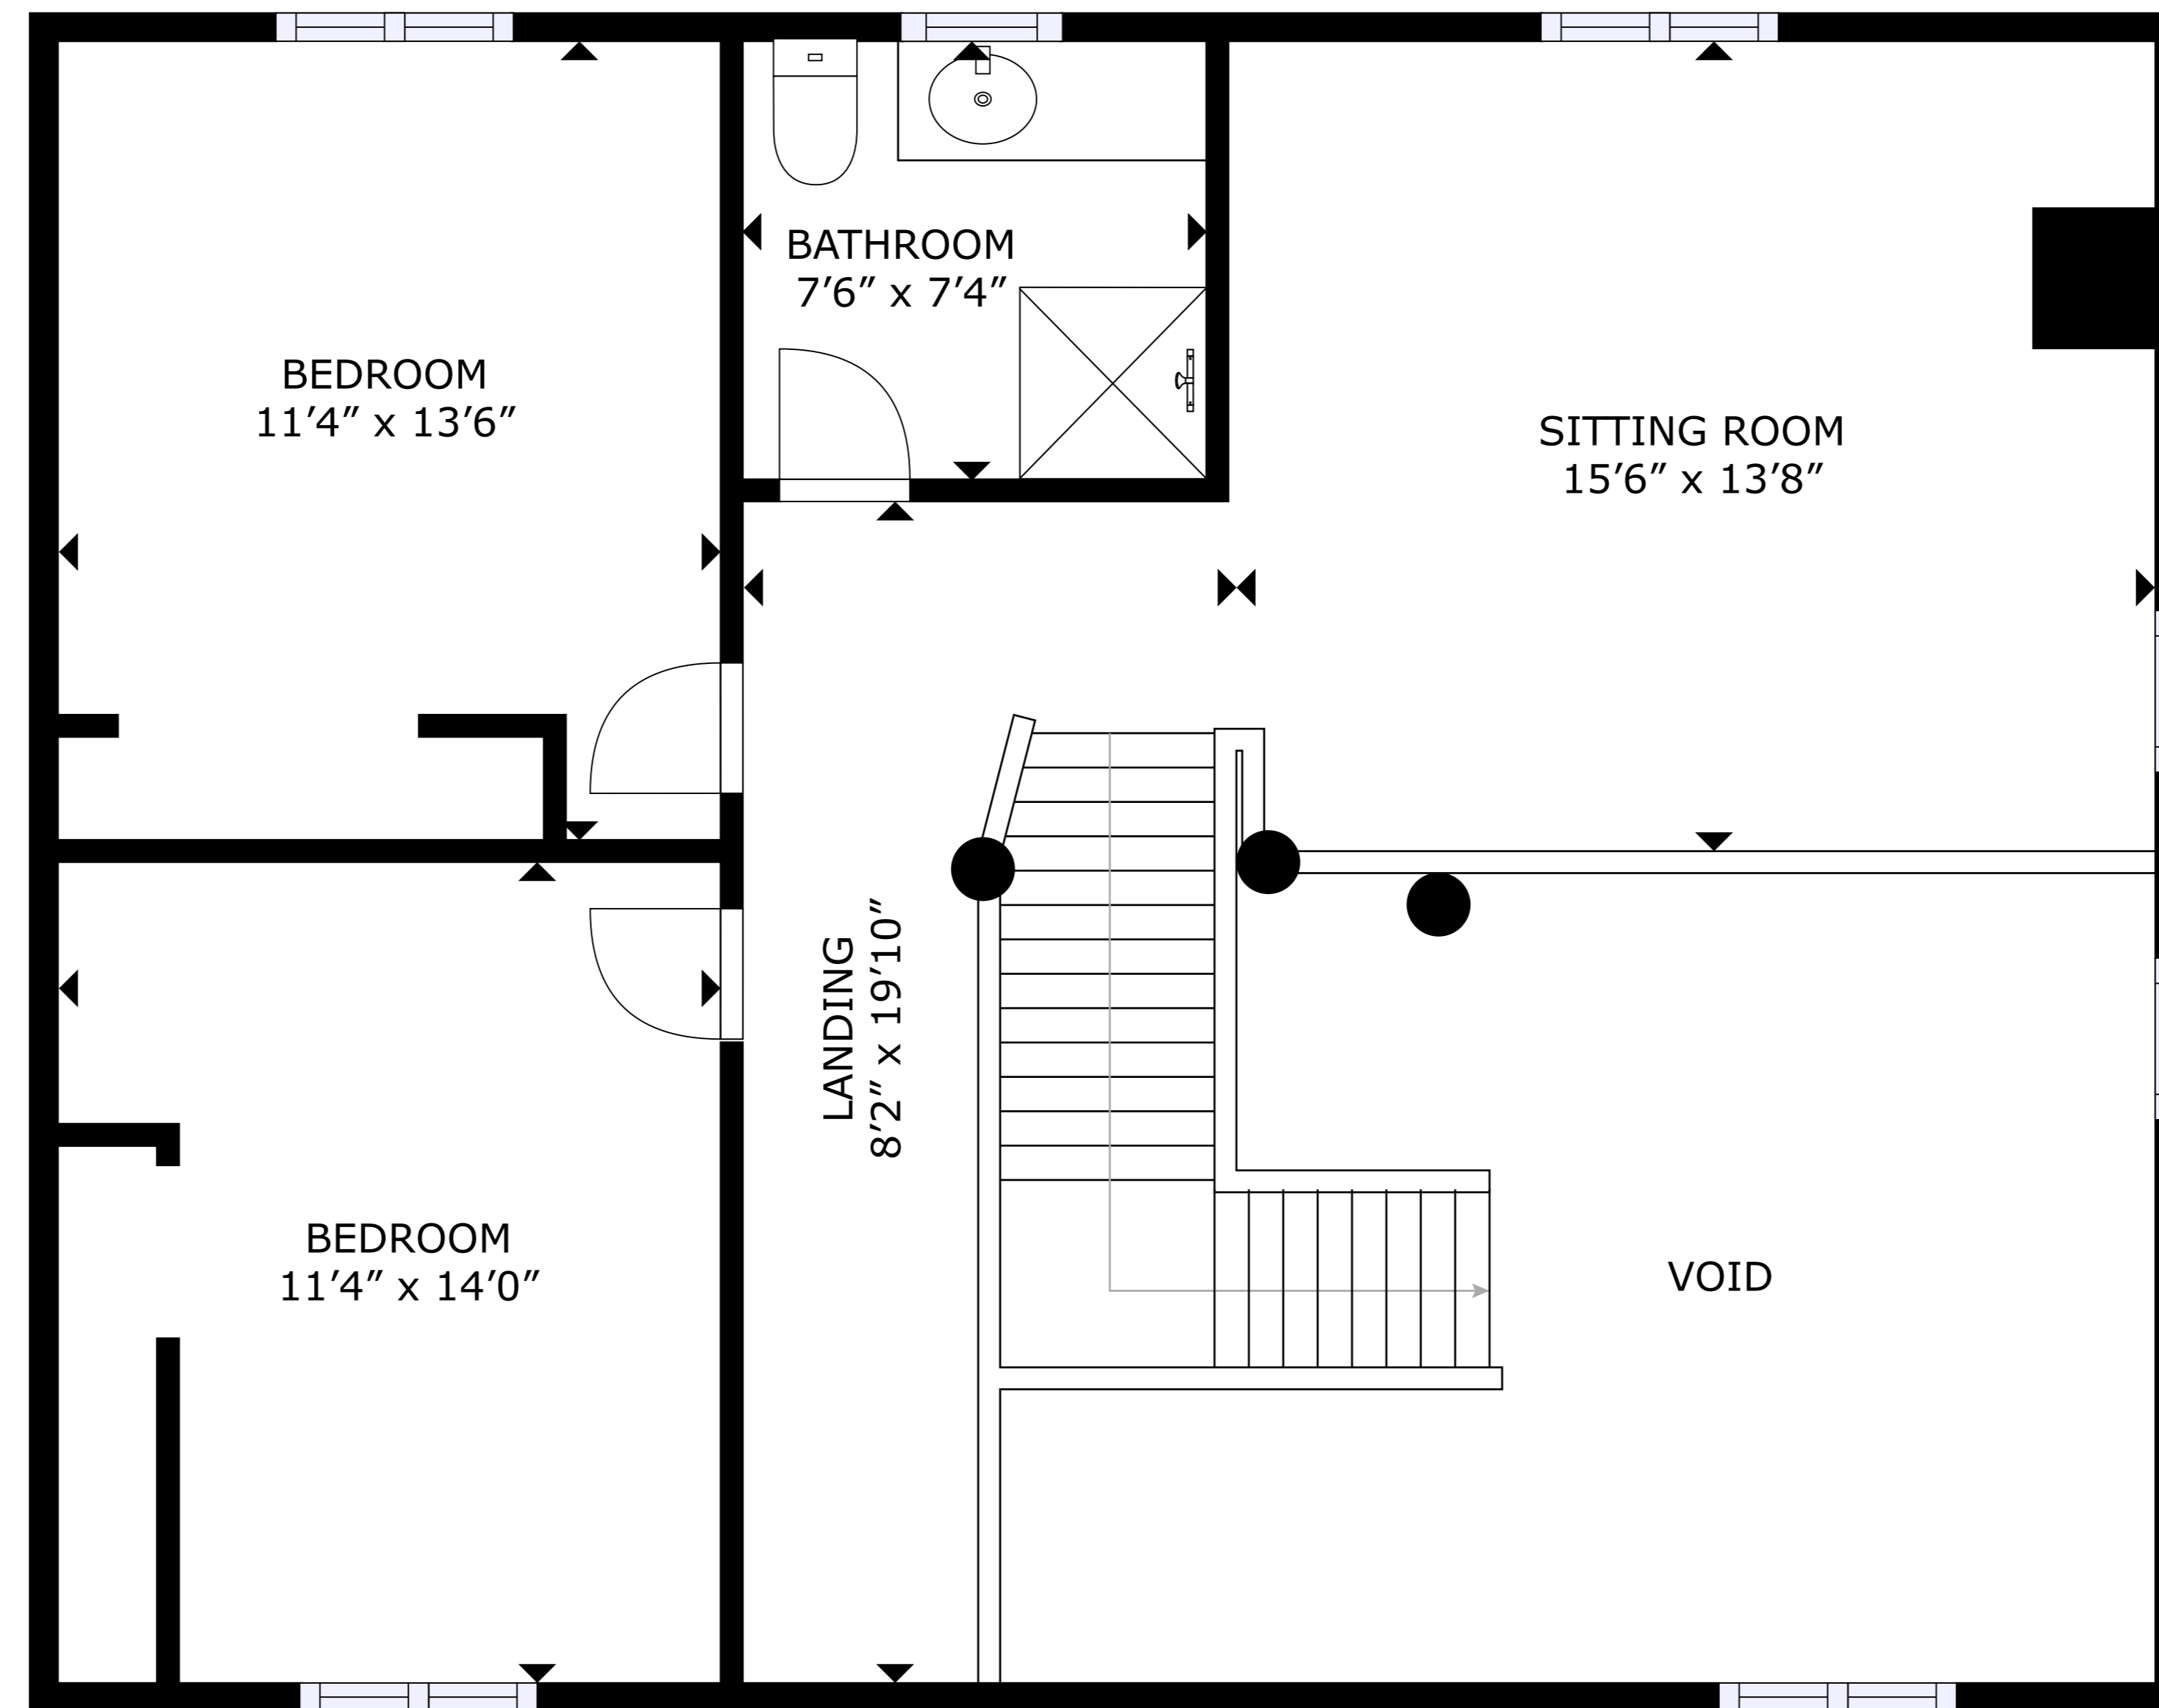 BATHROOM
7′6″ x 7′4″
BEDROOM
11′4″ x 13′6″
SITTING ROOM
15′6″ x 13′8″
LANDING
8′2″ x 19′10″
BEDROOM
11′4″ x 14′0″
VOID